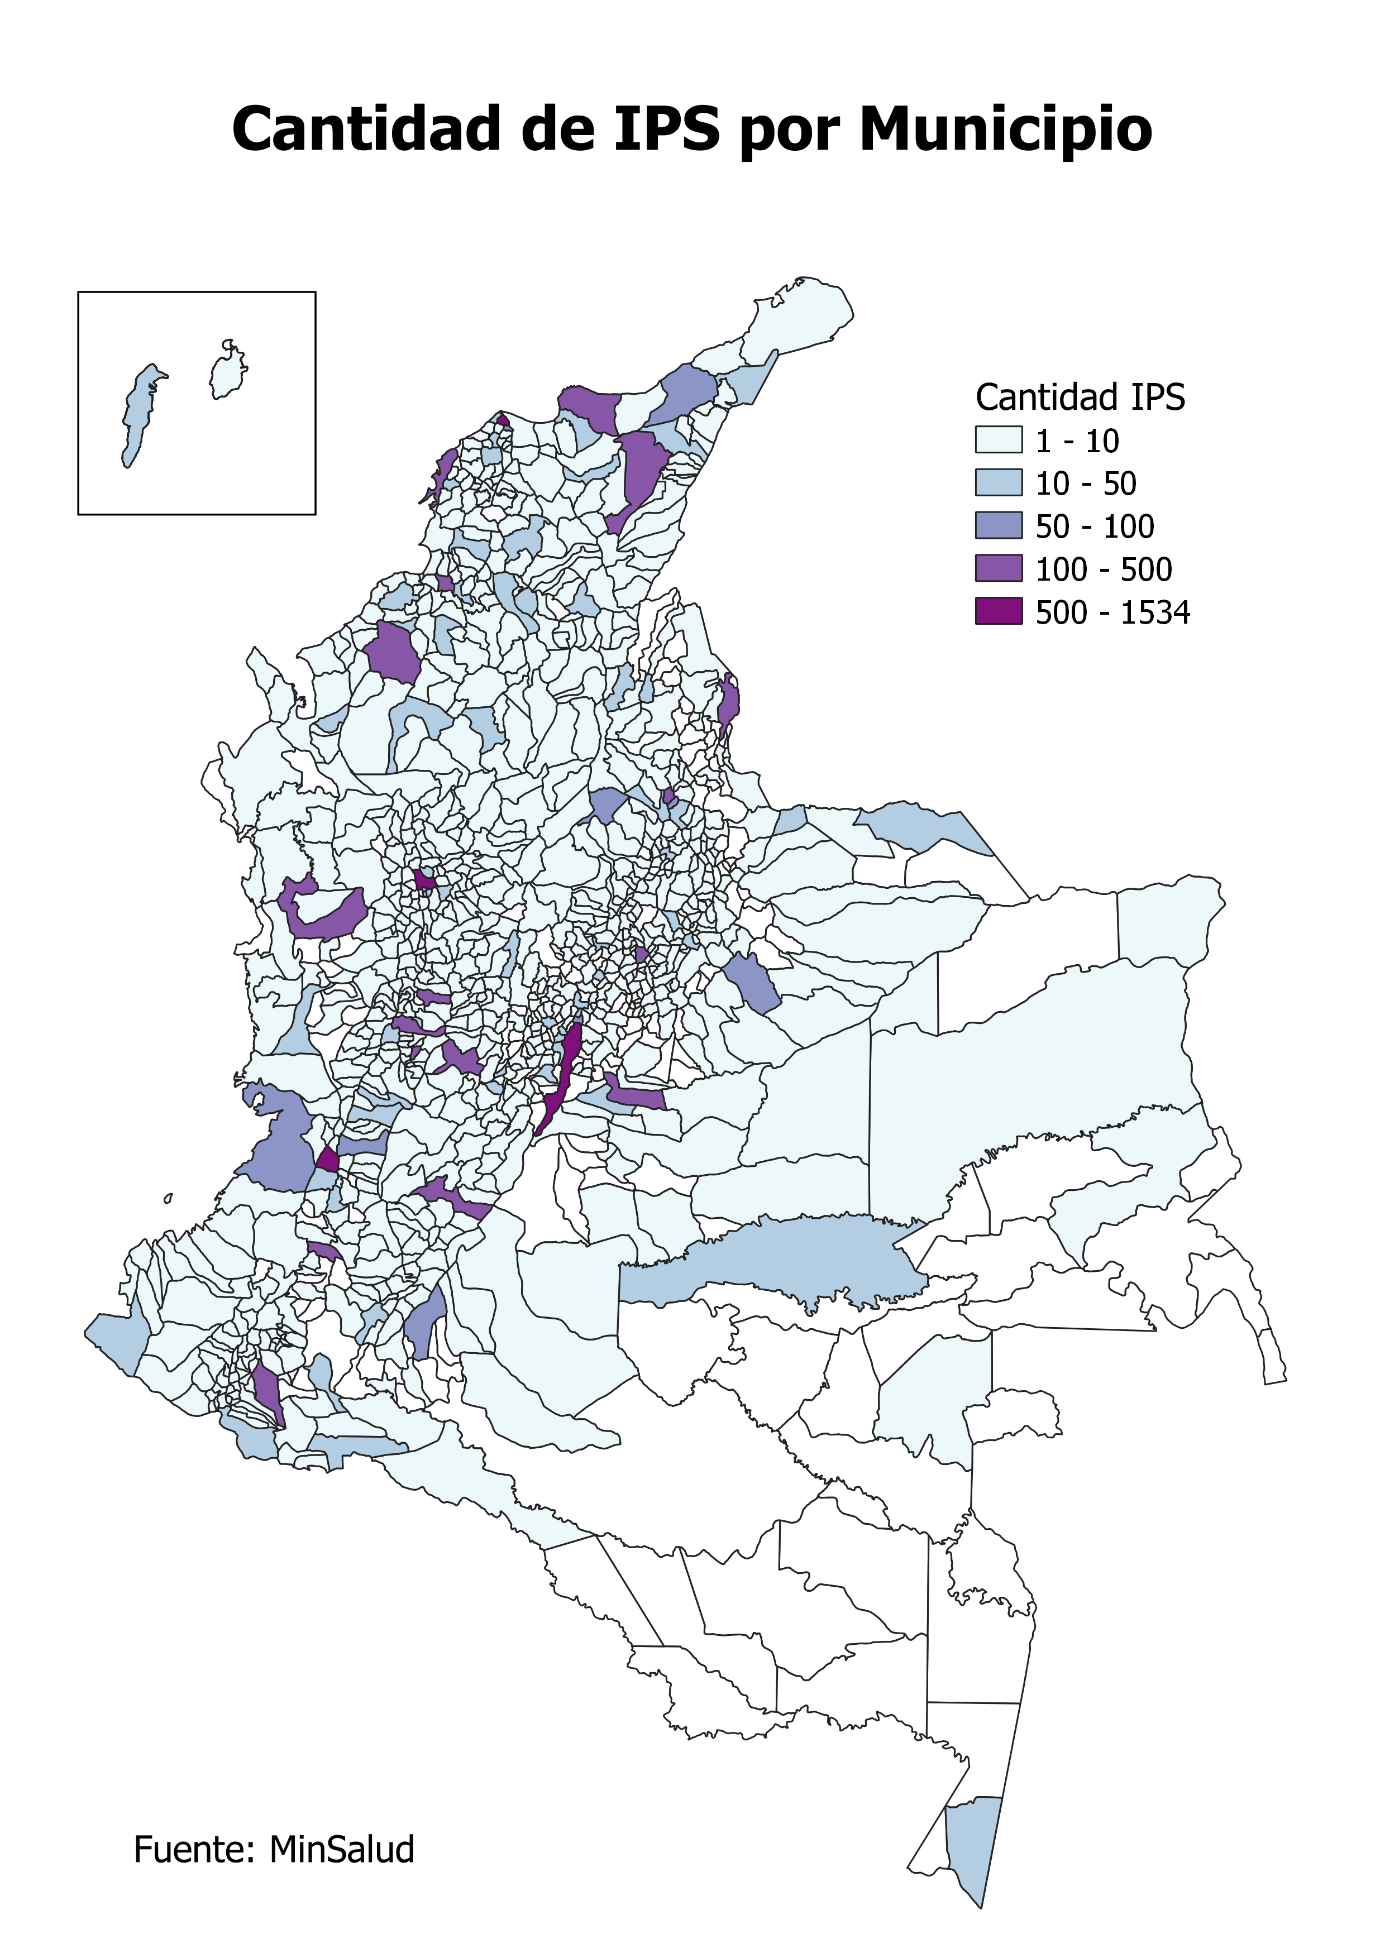 Cantidad de IPS por Municipio
Cantidad IPS
1 - 10
10 - 50
50 - 100
100 - 500
500 - 1534
Fuente: MinSalud